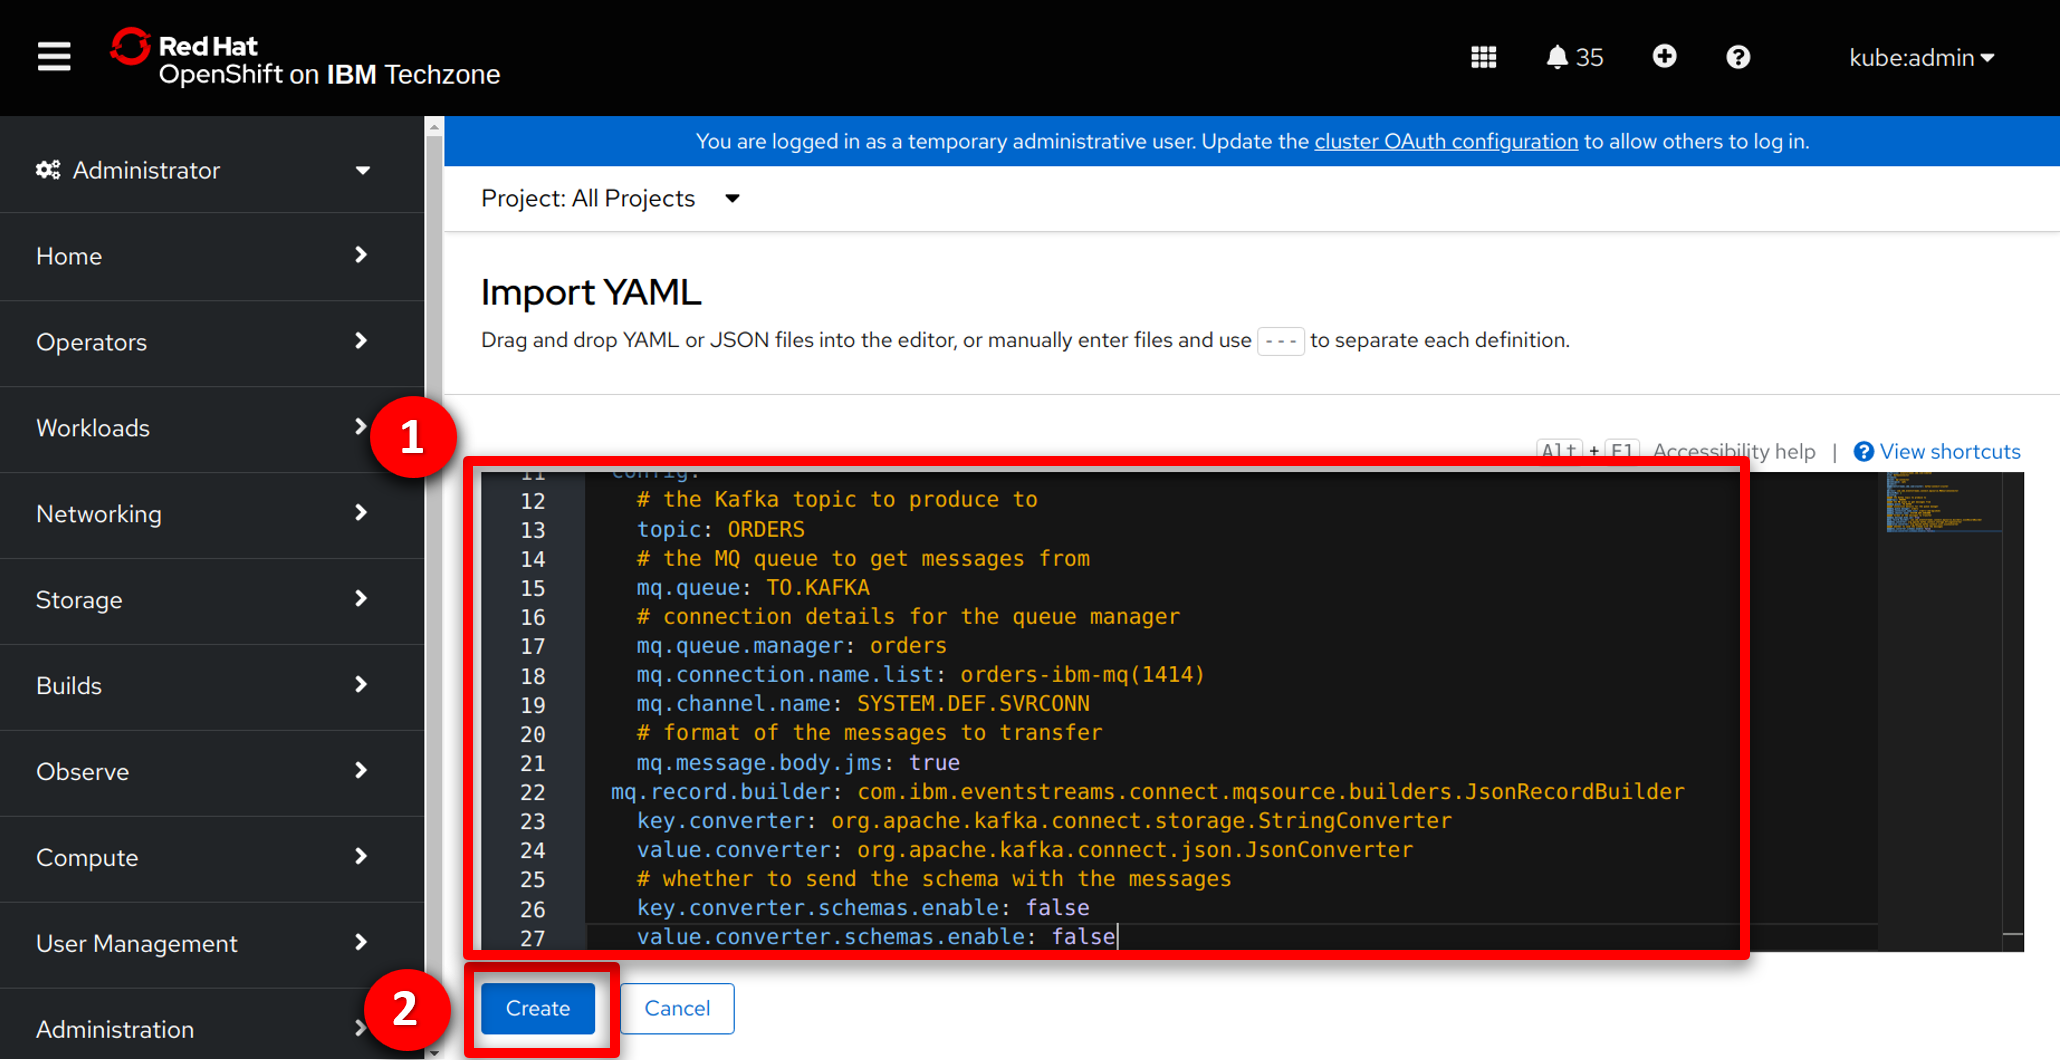 Red Hat
OpenShift on IBM Techzone
35
kube:admin
Administrator
Home
Operators
Workloads
Networking
Storage
Builds
Observe
Compute
User Management
Administration
You are logged in as a temporary administrative user. Update the cluster OAuth configuration to allow others to log in.
Project: All Projects
Import YAML
Drag and drop YAML or JSON files into the editor, or manually enter files and use --- to separate each definition.
Alt + F1 Accessibility help | View shortcuts
1
11 config:
12 # the Kafka topic to produce to
13 topic: ORDERS
14 # the MQ queue to get messages from
15 mq.queue: TO.KAFKA
16 # connection details for the queue manager
17 mq.queue.manager: orders
18 mq.connection.name.list: orders-ibm-mq(1414)
19 mq.channel.name: SYSTEM.DEF.SVRCONN
20 # format of the messages to transfer
21 mq.message.body.jms: true
22 mq.record.builder: com.ibm.eventstreams.connect.mqsource.builders.JsonRecordBuilder
23 key.converter: org.apache.kafka.connect.storage.StringConverter
24 value.converter: org.apache.kafka.connect.json.JsonConverter
25 # whether to send the schema with the messages
26 key.converter.schemas.enable: false
27 value.converter.schemas.enable: false
2
Create
Cancel